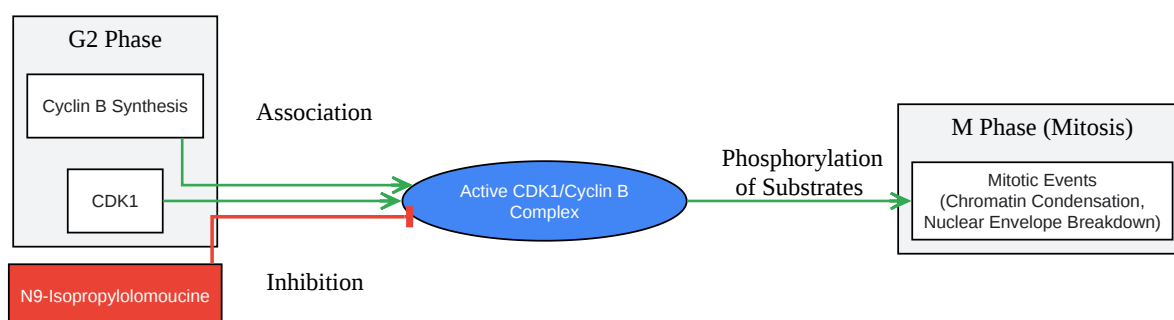 G2 Phase
Cyclin B Synthesis
CDK1
N9-Isopropylolomoucine
Association
Inhibition
Active CDK1/Cyclin B
Complex
Phosphorylation
of Substrates
M Phase (Mitosis)
Mitotic Events
(Chromatin Condensation,
Nuclear Envelope Breakdown)